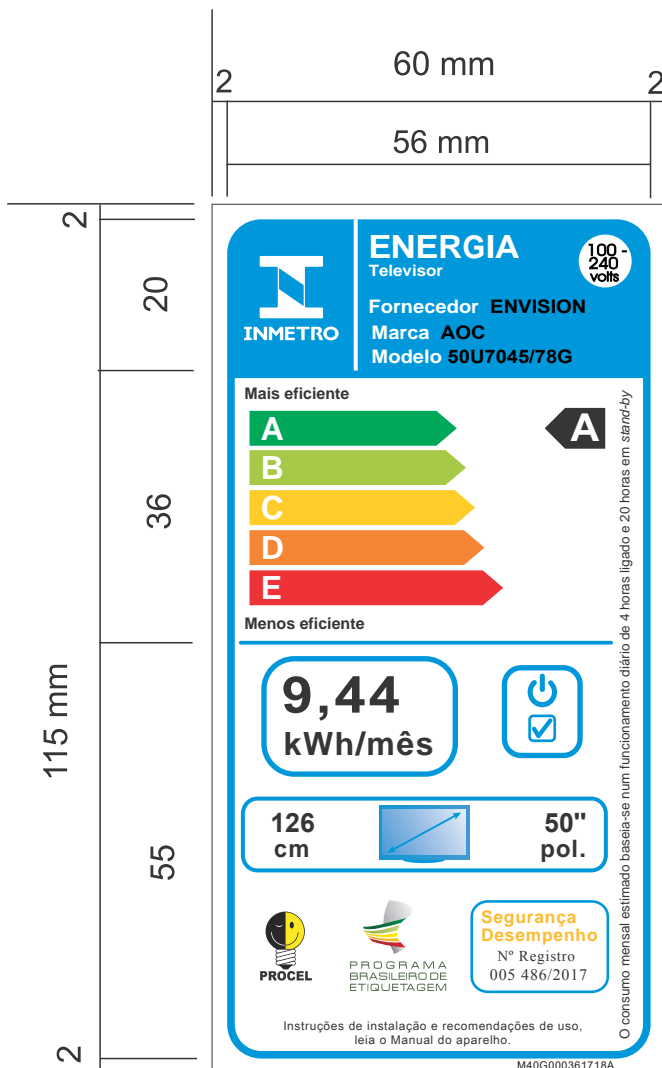 60 mm
2
2
56 mm
2
20
36
115 mm
55
2
INMETRO
ENERGIA
Televisor
100 -
240
volts
Fornecedor ENVISION
Marca AOC
Modelo 50U7045/78G
Mais eficiente
A
A
B
C
D
E
Menos eficiente
9,44
kWh/mês
126
cm
50"
pol.
PROCEL
PROGRAMA
BRASILEIRO DE
ETIQUETAGEM
Segurança
Desempenho
Nº Registro
005 486/2017
Instruções de instalação e recomendações de uso,
leia o Manual do aparelho.
O consumo mensal estimado baseia-se num funcionamento diário de 4 horas ligado e 20 horas em stand-by
M40G000361718A